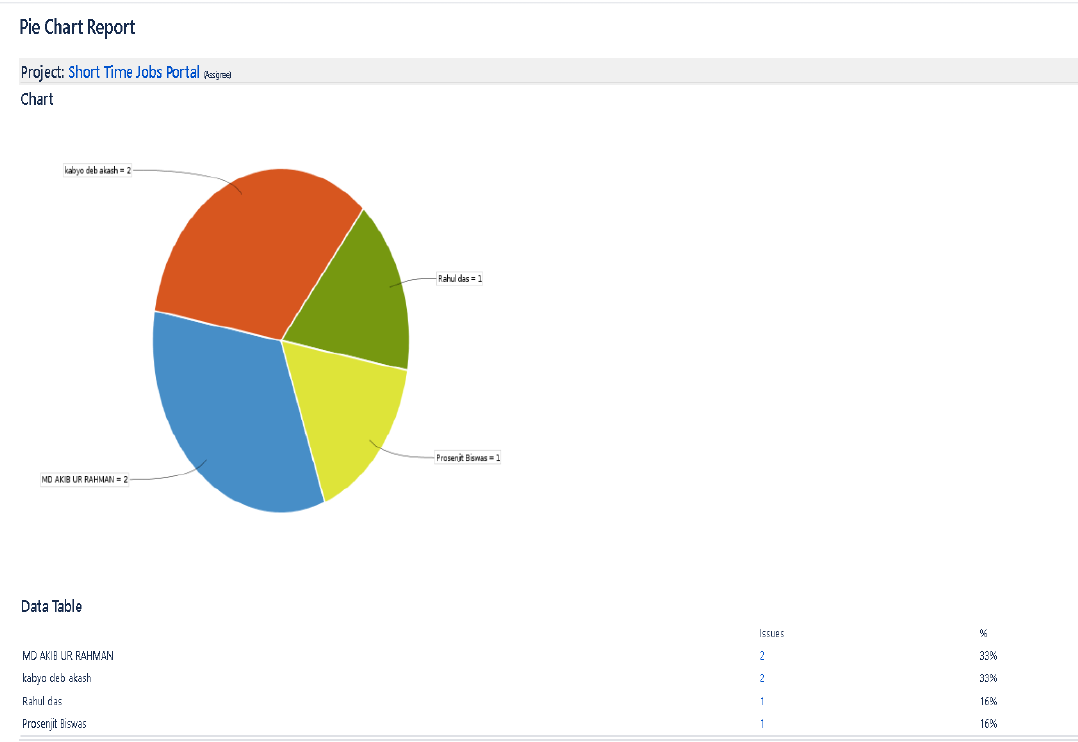 Pie Chart Report
Project: Short Time Jobs Portal (Assignee)
Chart
kabyo deb akash = 2
Rahul das = 1
Prosenjit Biswas = 1
MD AKIB UR RAHMAN = 2
Data Table
Issues %
MD AKIB UR RAHMAN 2 33%
kabyo deb akash 2 33%
Rahul das 1 16%
Prosenjit Biswas 1 16%